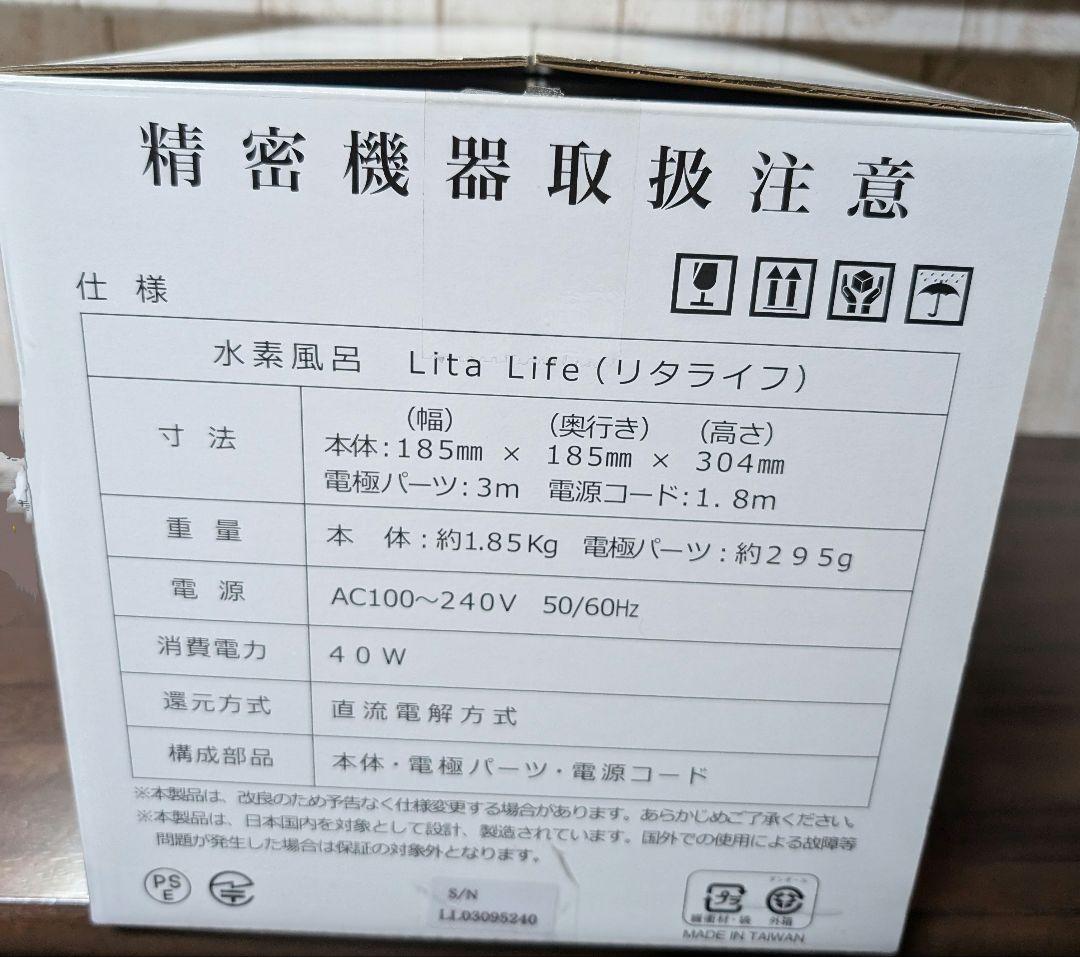 精密機器取扱注意
仕様
水素風呂 Lita Life(リタライフ)
寸法
(幅) (奥行き) (高さ)
本体:185㎜ × 185㎜ × 304㎜
電極パーツ:3m 電源コード:1.8m
重量
本 体:約1.85Kg 電極パーツ:約295g
電源
AC100～240V 50/60Hz
消費電力
40W
還元方式
直流電解方式
構成部品
本体・電極パーツ・電源コード
※本製品は、改良のため予告なく仕様変更する場合があります。あらかじめご了承ください。
※本製品は、日本国内を対象として設計、製造されています。国外での使用による故障等
問題が発生した場合は保証の対象外となります。
PS
E
S/N
LL03095240
プラ
緩衝材・袋
ダンボール
外箱
MADE IN TAIWAN